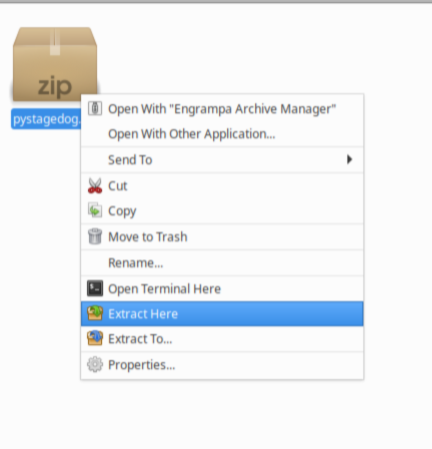 zip
pystagedog.
Open With "Engrampa Archive Manager"
Open With Other Application...
Send To
Cut
Copy
Move to Trash
Rename...
Open Terminal Here
Extract Here
Extract To...
Properties...